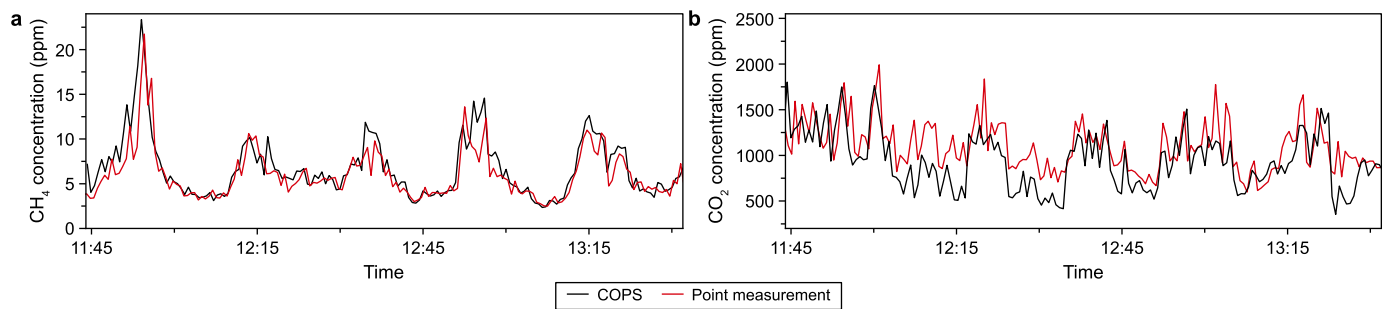 a
CH4 concentration (ppm)
20
15
10
5
0
11:45 12:15 12:45 13:15
Time
b
CO2 concentration (ppm)
2500
2000
1500
1000
500
11:45 12:15 12:45 13:15
Time
COPS Point measurement